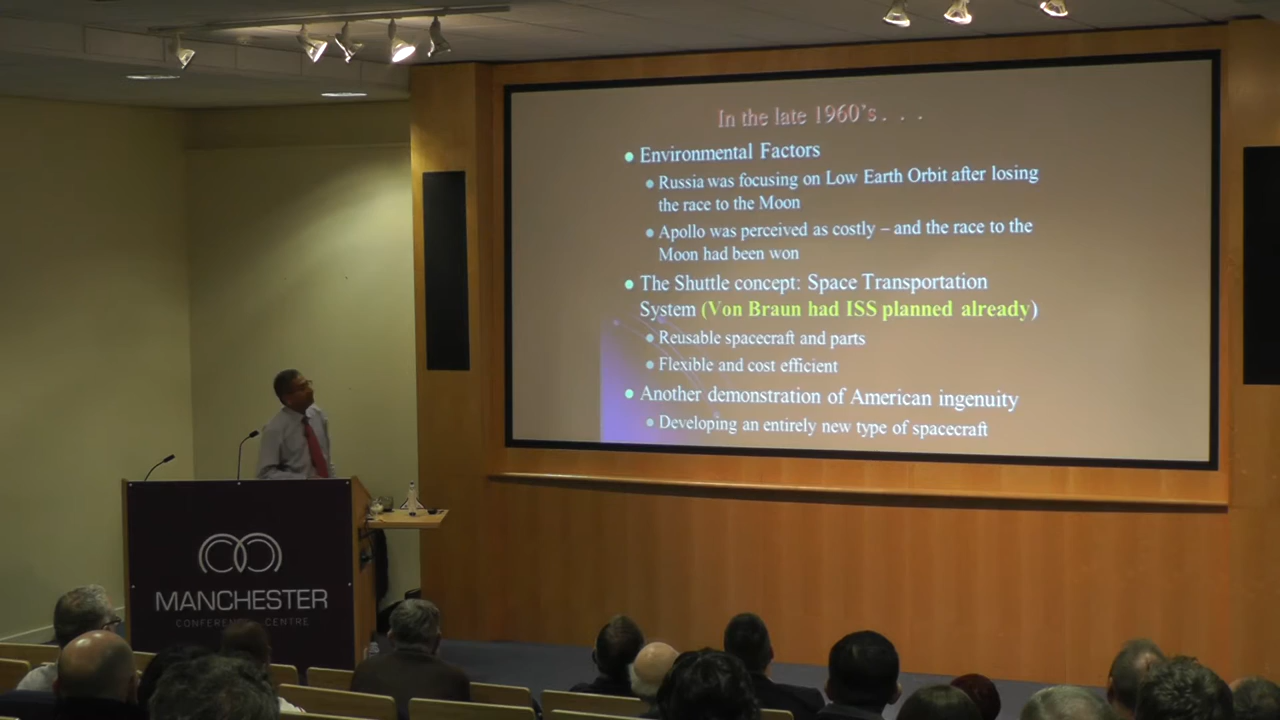 In the late 1960's . . .
Environmental Factors
Russia was focusing on Low Earth Orbit after losing
the race to the Moon
Apollo was perceived as costly – and the race to the
Moon had been won
The Shuttle concept: Space Transportation
System (Von Braun had ISS planned already)
Reusable spacecraft and parts
Flexible and cost efficient
Another demonstration of American ingenuity
Developing an entirely new type of spacecraft
MANCHESTER
CONFERENCE CENTRE